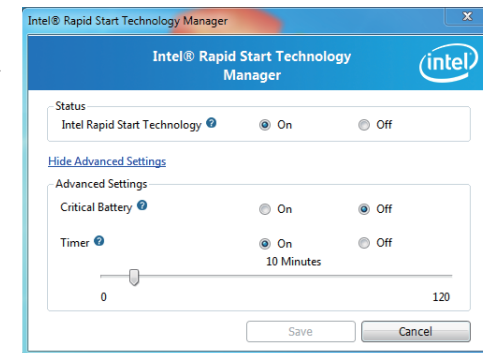 Intel® Rapid Start Technology Manager
x
Intel® Rapid Start Technology
Manager
intel
Status
Intel Rapid Start Technology ? On Off
Hide Advanced Settings
Advanced Settings
Critical Battery ? On Off
Timer ? On Off
10 Minutes
0 120
Save Cancel